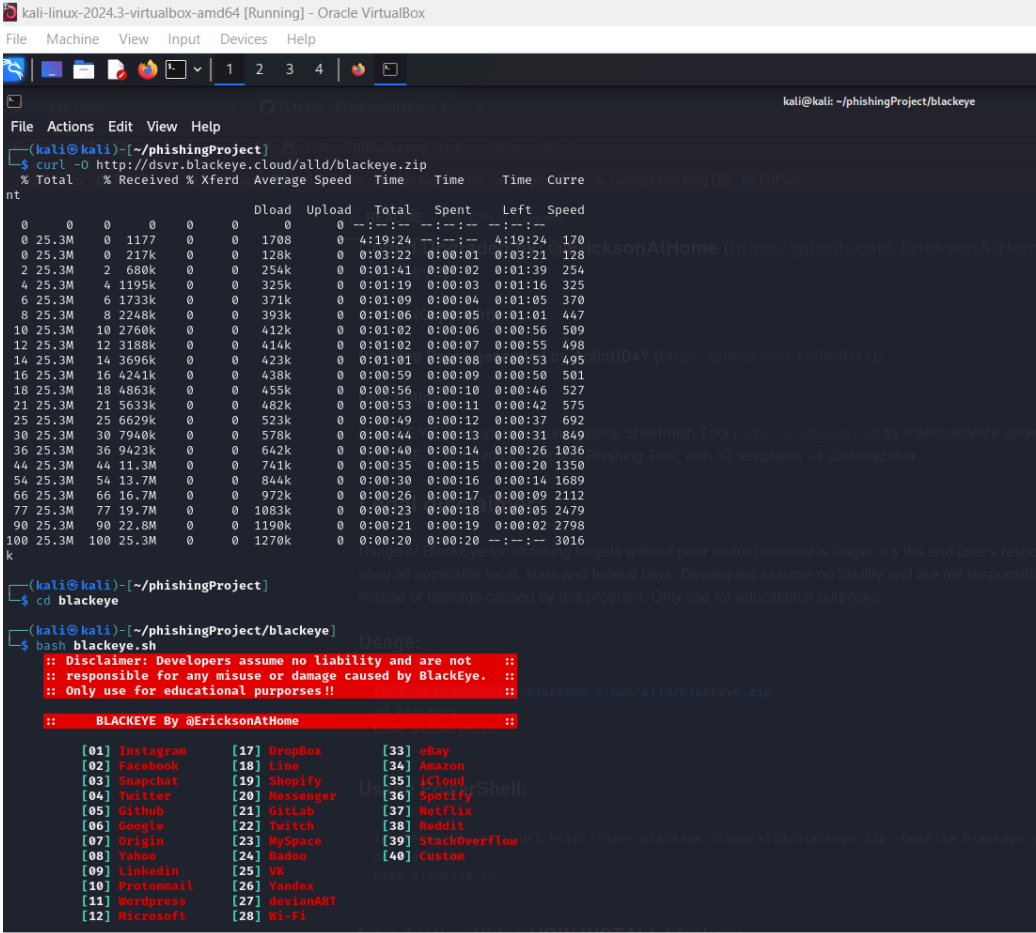 kali-linux-2024.3-virtualbox-amd64 [Running] - Oracle VirtualBox
File Machine View Input Devices Help
1 2 3 4
kali@kali: ~/phishingProject/blackeye
File Actions Edit View Help
(kali㉿kali)-[~/phishingProject]
$ curl -O http://dsvr.blackeye.cloud/alld/blackeye.zip
% Total % Received % Xferd Average Speed Time Time Time Curre
nt
Dload Upload Total Spent Left Speed
0 0 0 0 0 0 0 0 --:--:-- --:--:-- --:--:--
0 25.3M 0 1177 0 0 1708 0 4:19:24 --:--:-- 4:19:24 170
0 25.3M 0 217k 0 0 128k 0 0:03:22 0:00:01 0:03:21 128
2 25.3M 2 680k 0 0 254k 0 0:01:41 0:00:02 0:01:39 254
4 25.3M 4 1195k 0 0 325k 0 0:01:19 0:00:03 0:01:16 325
6 25.3M 6 1733k 0 0 371k 0 0:01:09 0:00:04 0:01:05 370
8 25.3M 8 2248k 0 0 393k 0 0:01:06 0:00:05 0:01:01 447
10 25.3M 10 2760k 0 0 412k 0 0:01:02 0:00:06 0:00:56 509
12 25.3M 12 3188k 0 0 414k 0 0:01:02 0:00:07 0:00:55 498
14 25.3M 14 3696k 0 0 423k 0 0:01:01 0:00:08 0:00:53 495
16 25.3M 16 4241k 0 0 438k 0 0:00:59 0:00:09 0:00:50 501
18 25.3M 18 4863k 0 0 455k 0 0:00:56 0:00:10 0:00:46 527
21 25.3M 21 5633k 0 0 482k 0 0:00:53 0:00:11 0:00:42 575
25 25.3M 25 6629k 0 0 523k 0 0:00:49 0:00:12 0:00:37 692
30 25.3M 30 7940k 0 0 578k 0 0:00:44 0:00:13 0:00:31 849
36 25.3M 36 9423k 0 0 642k 0 0:00:40 0:00:14 0:00:26 1036
44 25.3M 44 11.3M 0 0 741k 0 0:00:35 0:00:15 0:00:20 1350
54 25.3M 54 13.7M 0 0 844k 0 0:00:30 0:00:16 0:00:14 1689
66 25.3M 66 16.7M 0 0 972k 0 0:00:26 0:00:17 0:00:09 2112
77 25.3M 77 19.7M 0 0 1083k 0 0:00:23 0:00:18 0:00:05 2479
90 25.3M 90 22.8M 0 0 1190k 0 0:00:21 0:00:19 0:00:02 2798
100 25.3M 100 25.3M 0 0 1270k 0 0:00:20 0:00:20 --:--:-- 3016
k
(kali㉿kali)-[~/phishingProject]
$ cd blackeye
(kali㉿kali)-[~/phishingProject/blackeye]
$ bash blackeye.sh
:: Disclaimer: Developers assume no liability and are not ::
:: responsible for any misuse or damage caused by BlackEye. ::
:: Only use for educational purporses!! ::
:: BLACKEYE By @EricksonAtHome ::
[01] Instagram [17] DropBox [33] eBay
[02] Facebook [18] Line [34] Amazon
[03] Snapchat [19] Shopify [35] iCloud
[04] Twitter [20] Messenger [36] Spotify
[05] Github [21] GitLab [37] Netflix
[06] Google [22] Twitch [38] Reddit
[07] Origin [23] MySpace [39] StackOverflow
[08] Yahoo [24] Badoo [40] Custom
[09] Linkedin [25] VK
[10] Protonmail [26] Yandex
[11] Wordpress [27] devianART
[12] Microsoft [28] Wi-Fi